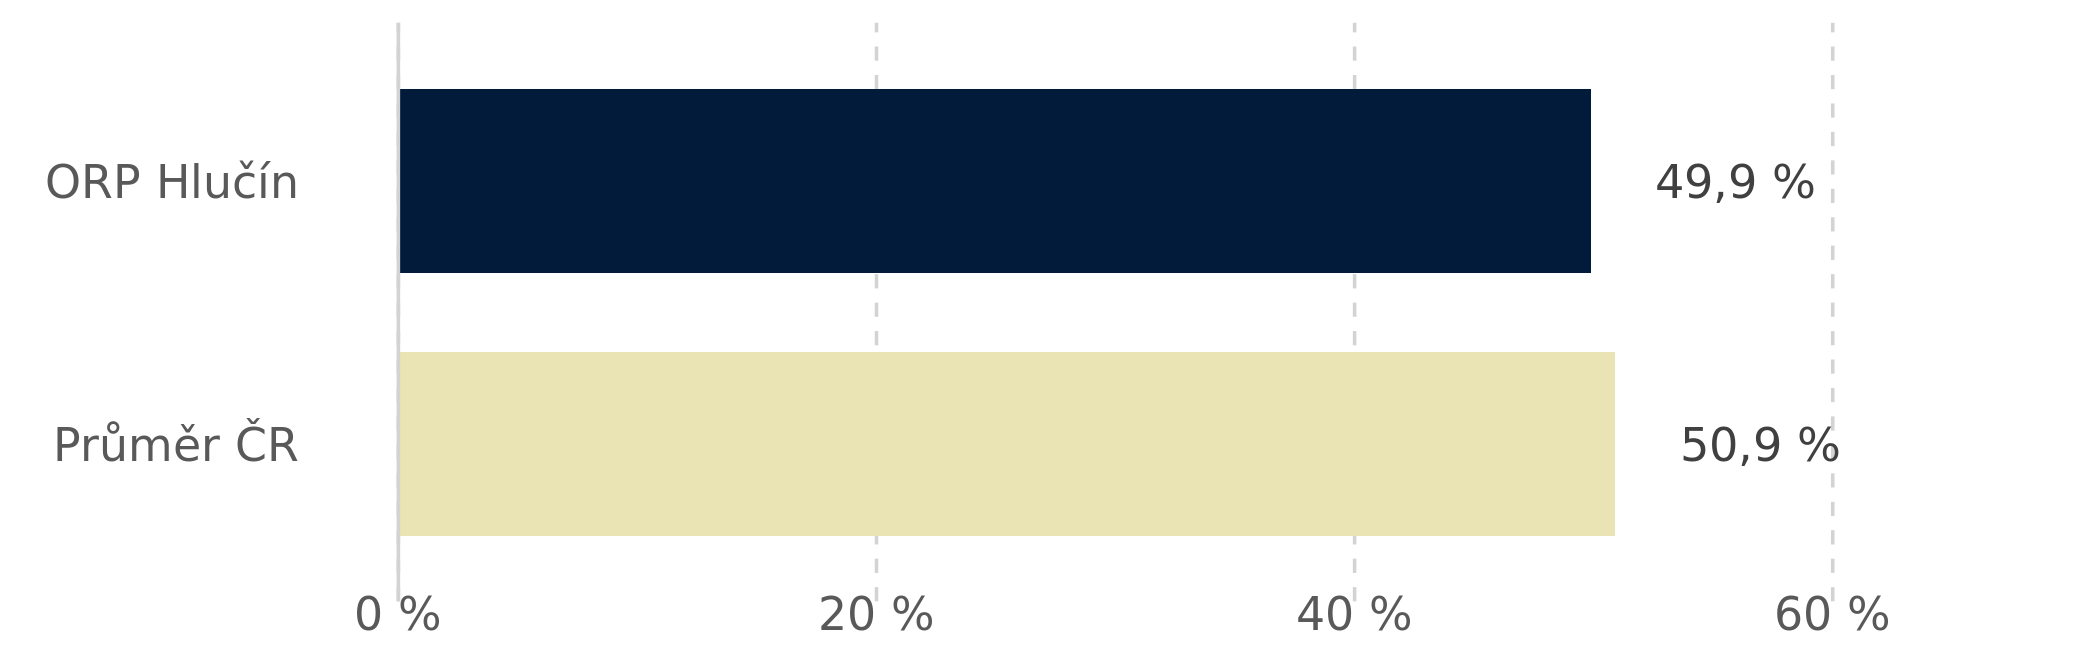 ORP Hlučín 49,9 %
Průměr ČR 50,9 %
0 % 20 % 40 % 60 %